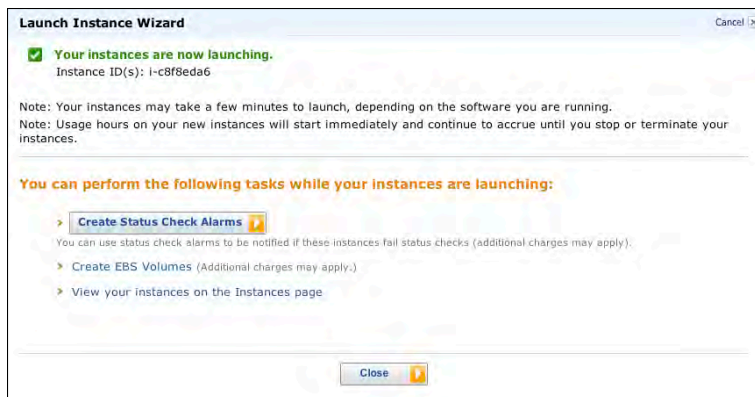 Launch Instance Wizard
Cancel
Your instances are now launching.
Instance ID(s): i-c8f8eda6
Note: Your instances may take a few minutes to launch, depending on the software you are running.
Note: Usage hours on your new instances will start immediately and continue to accrue until you stop or terminate your
instances.
You can perform the following tasks while your instances are launching:
Create Status Check Alarms
You can use status check alarms to be notified if these instances fail status checks (additional charges may apply).
Create EBS Volumes (Additional charges may apply.)
View your instances on the Instances page
Close